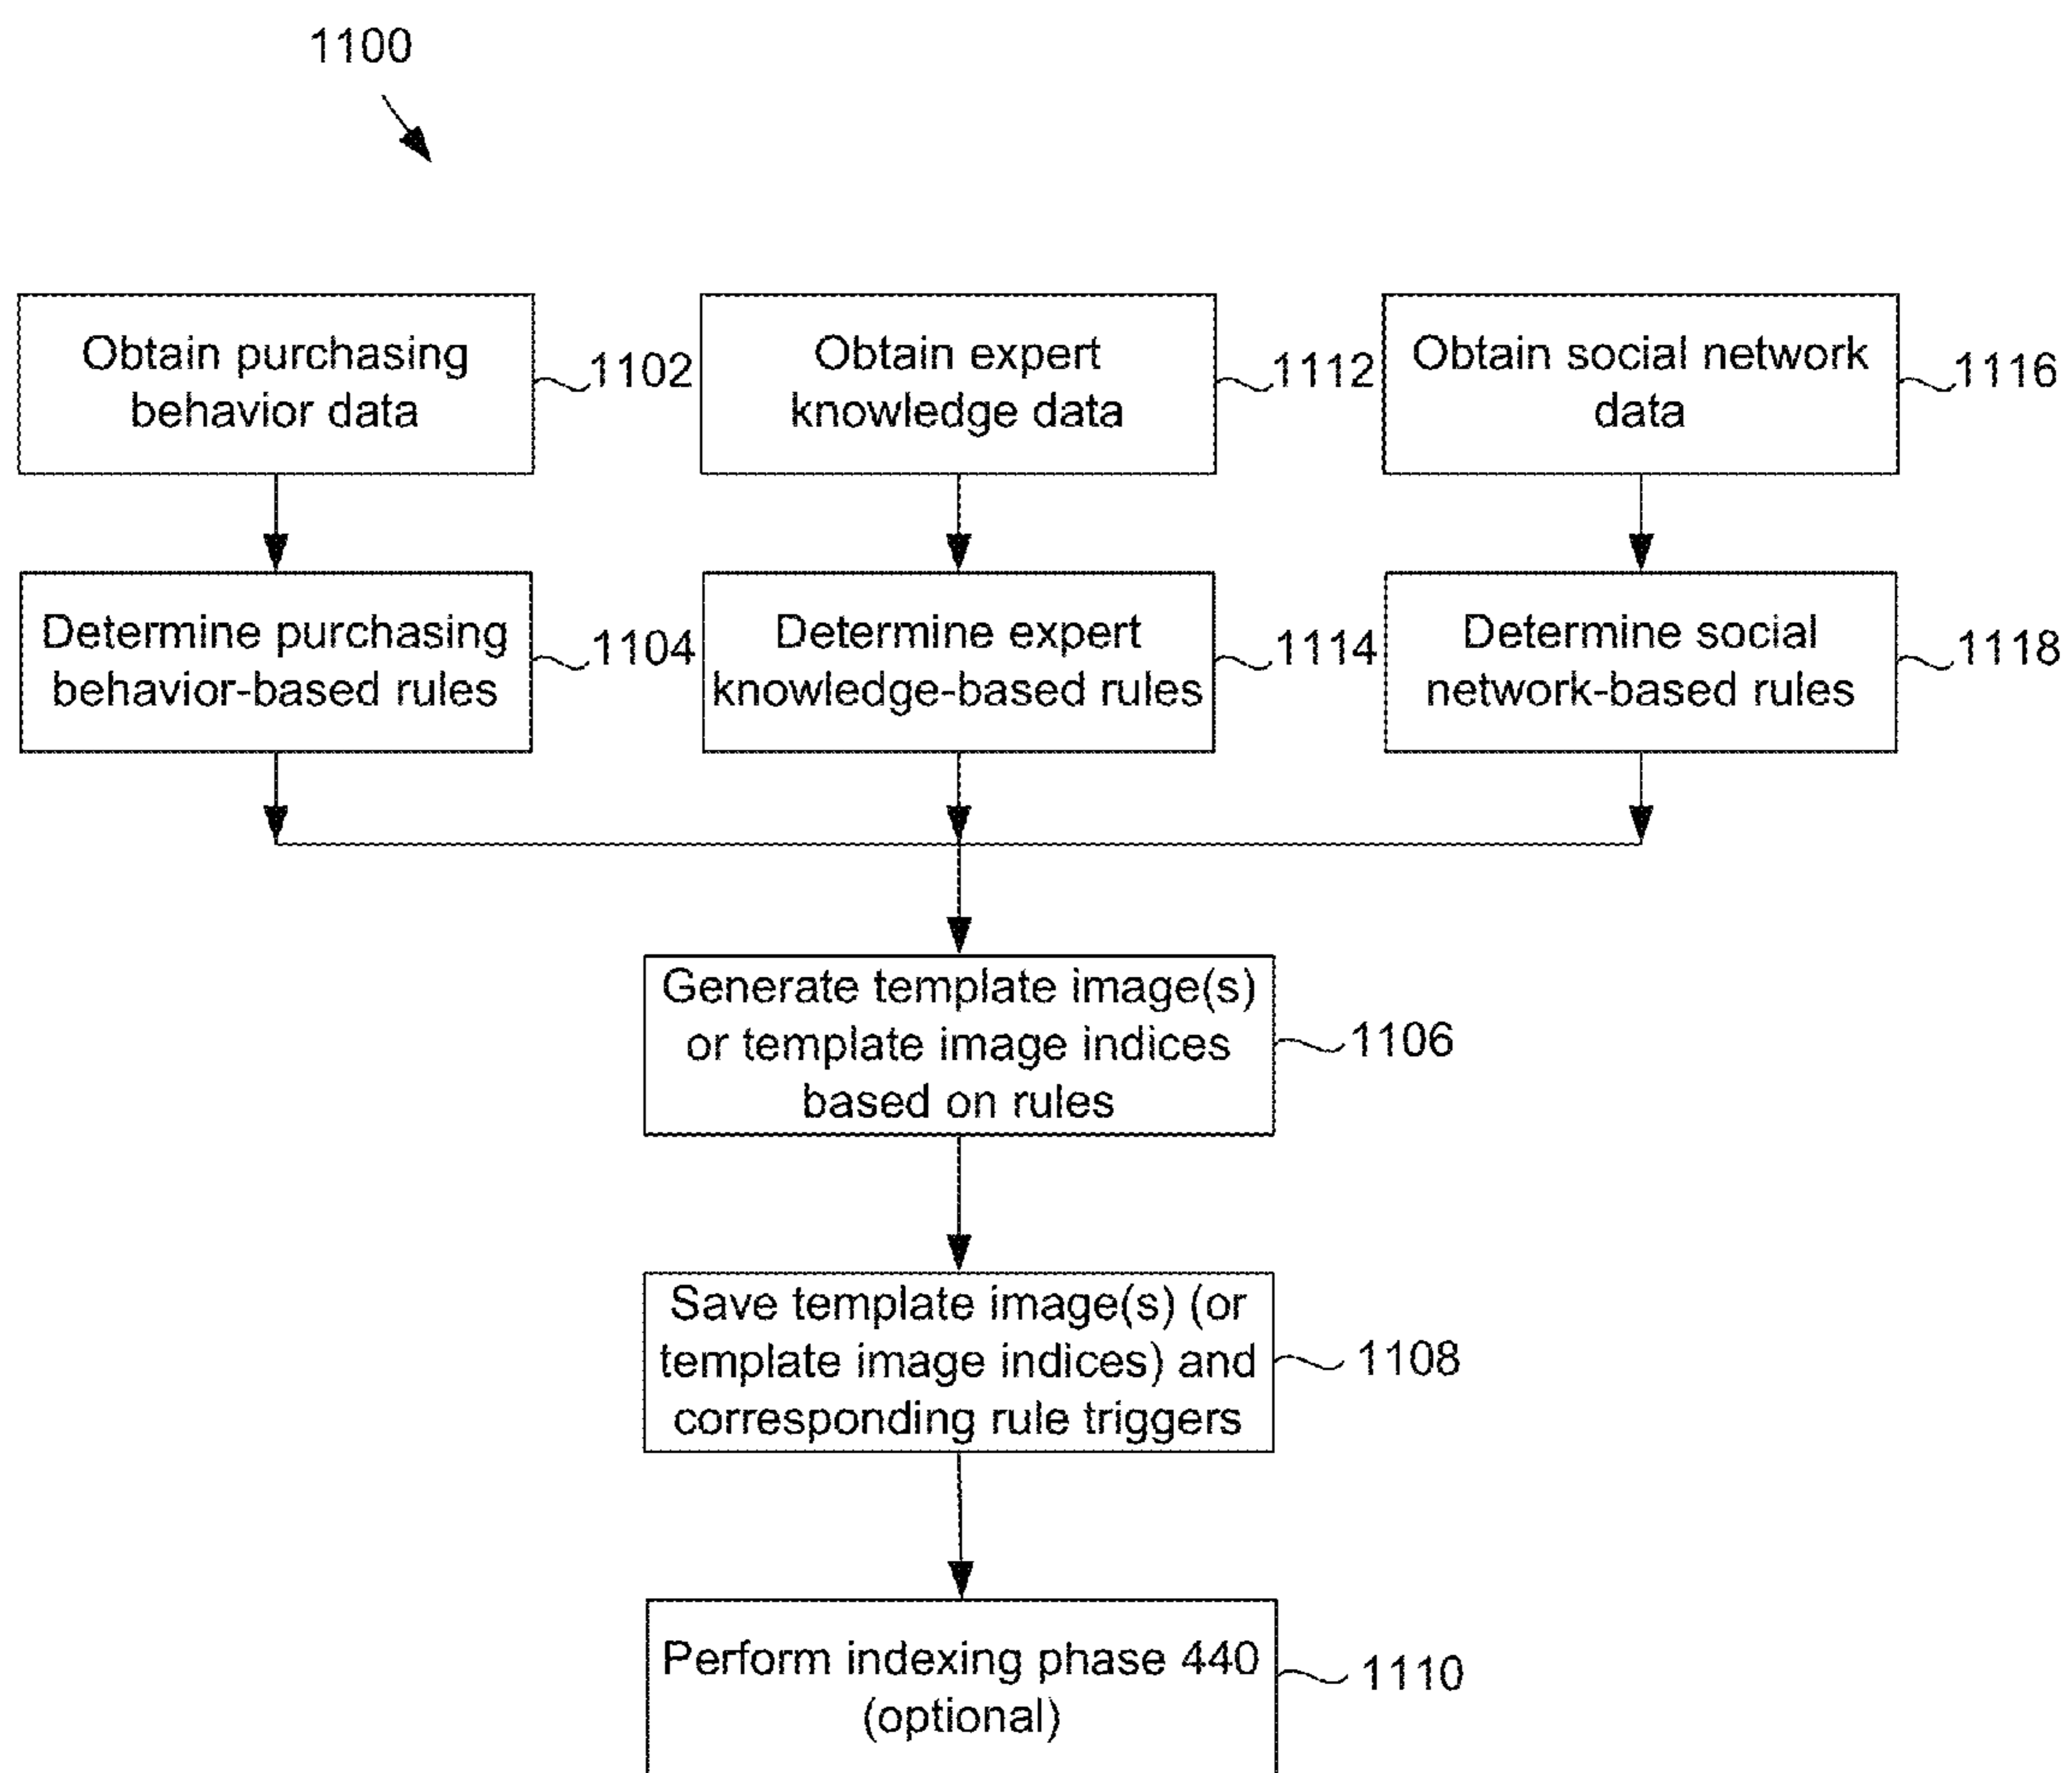 1100
Obtain purchasing
behavior data
1102
Obtain expert
knowledge data
1112
Obtain social network
data
1116
Determine purchasing
behavior-based rules
1104
Determine expert
knowledge-based rules
1114
Determine social
network-based rules
1118
Generate template image(s)
or template image indices
based on rules
1106
Save template image(s) (or
template image indices) and
corresponding rule triggers
1108
Perform indexing phase 440
(optional)
1110